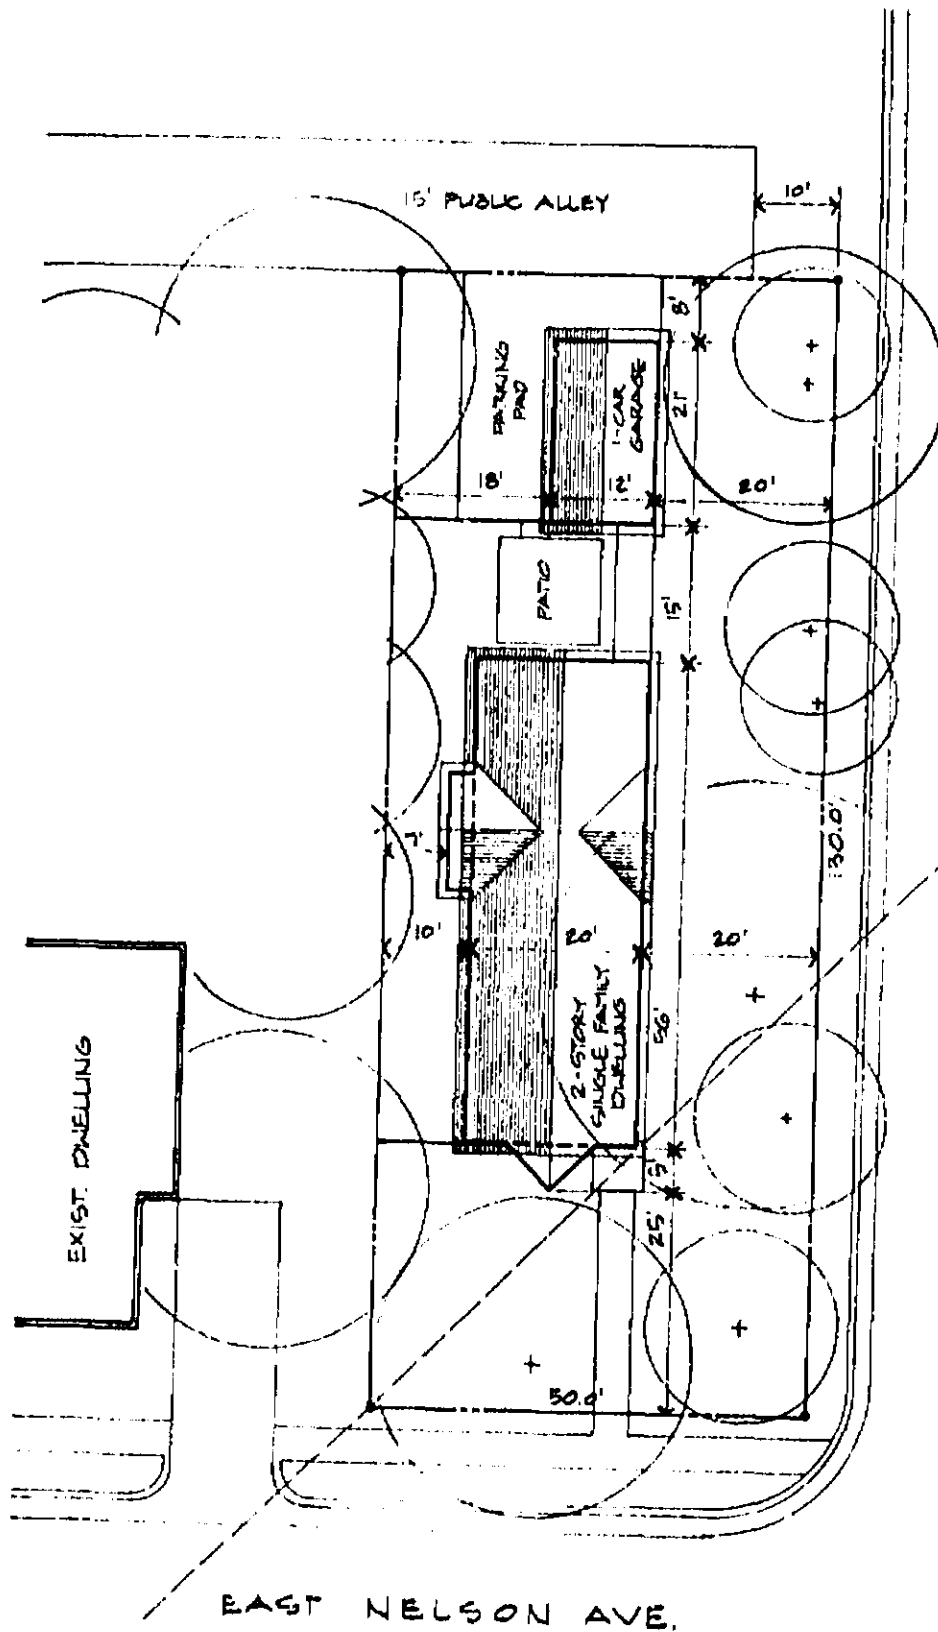 15' PUBLIC ALLEY
10'
8'
PARKING
PAD
1-CAR
GARAGE
21'
18'
12'
20'
PATIO
15'
7'
130.0'
10'
20'
20'
2-STORY
SINGLE FAMILY
DWELLING
56'
EXIST. DWELLING
5'
25'
50.0'
EAST NELSON AVE.